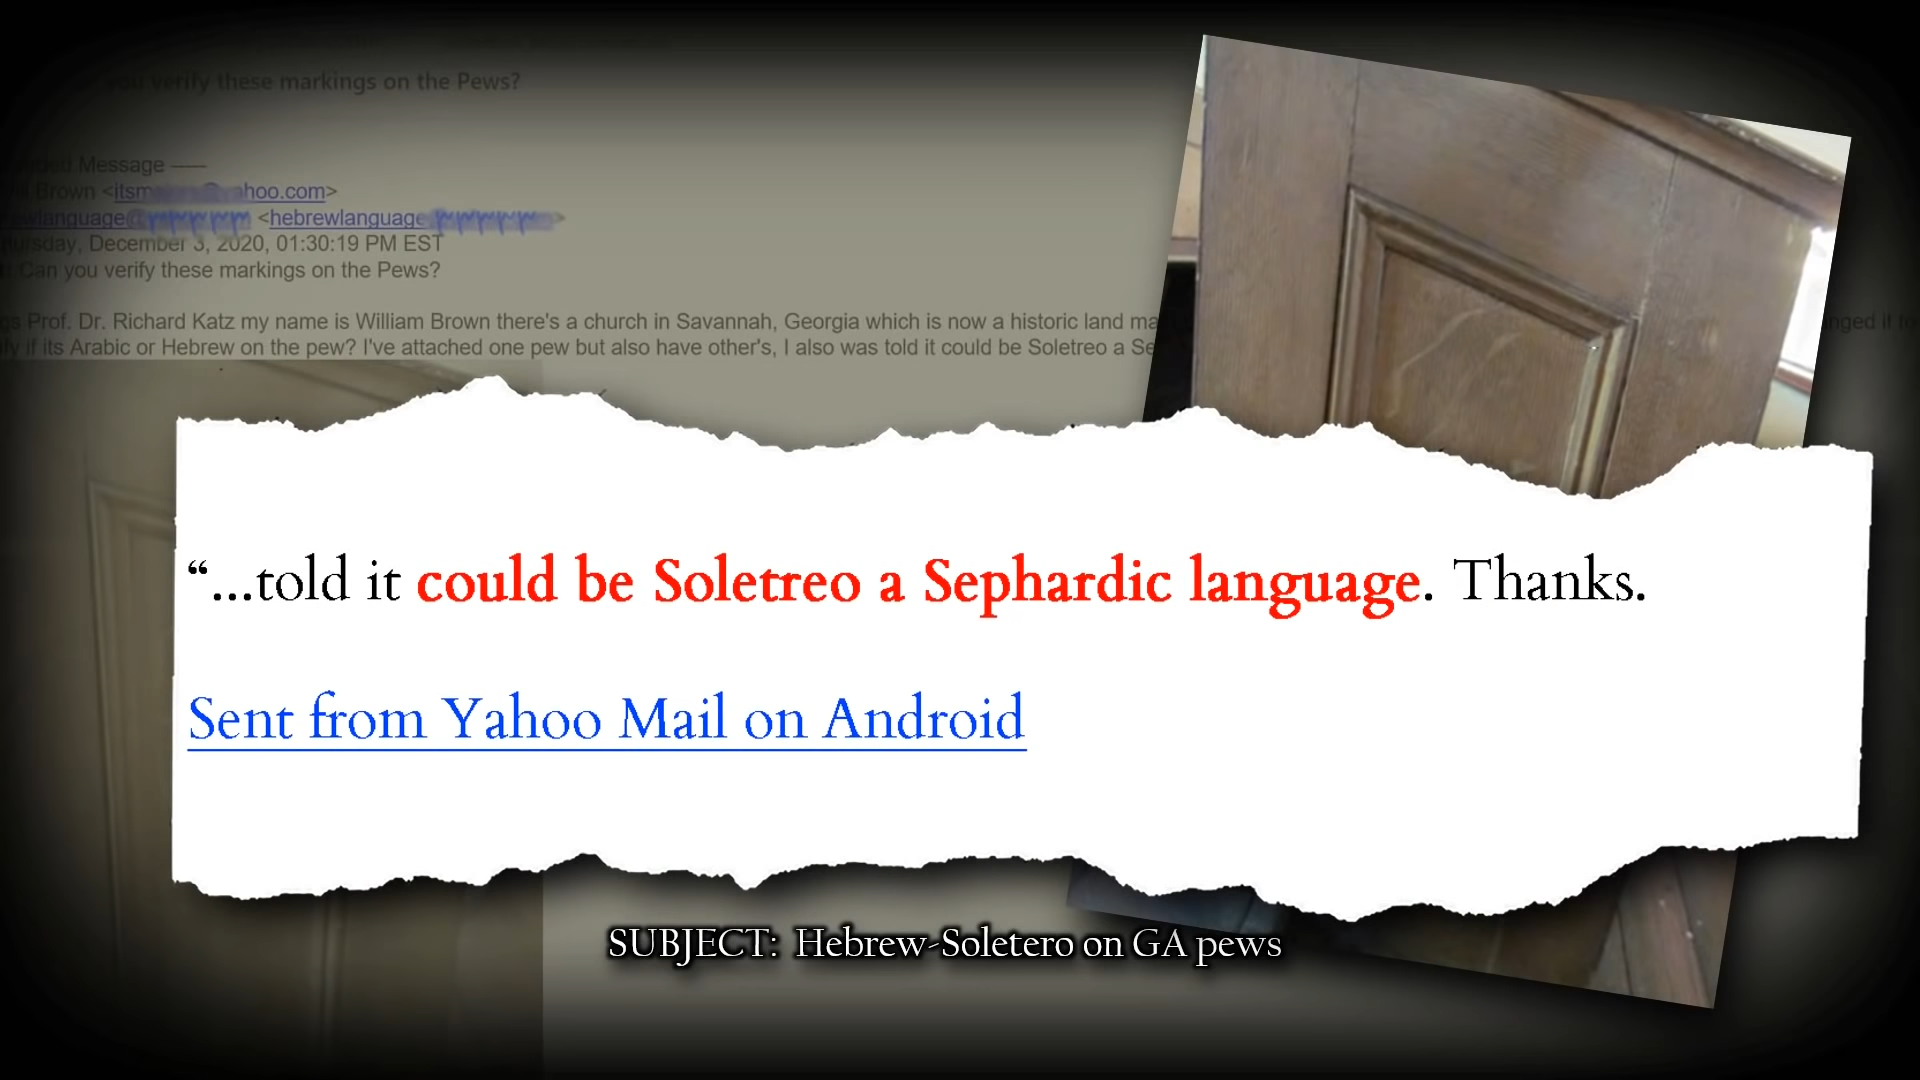 you verify these markings on the Pews?
Message -----
Brown <itsm hoo.com>
language@ <hebrewlanguage >
December 3, 2020, 01:30:19 PM EST
Can you verify these markings on the Pews?
Prof. Dr. Richard Katz my name is William Brown there's a church in Savannah, Georgia which is now a historic land
if its Arabic or Hebrew on the pew? I've attached one pew but also have other's, I also was told it could be Soletreo a
“...told it could be Soletreo a Sephardic language. Thanks.
Sent from Yahoo Mail on Android
SUBJECT: Hebrew-Soletero on GA pews